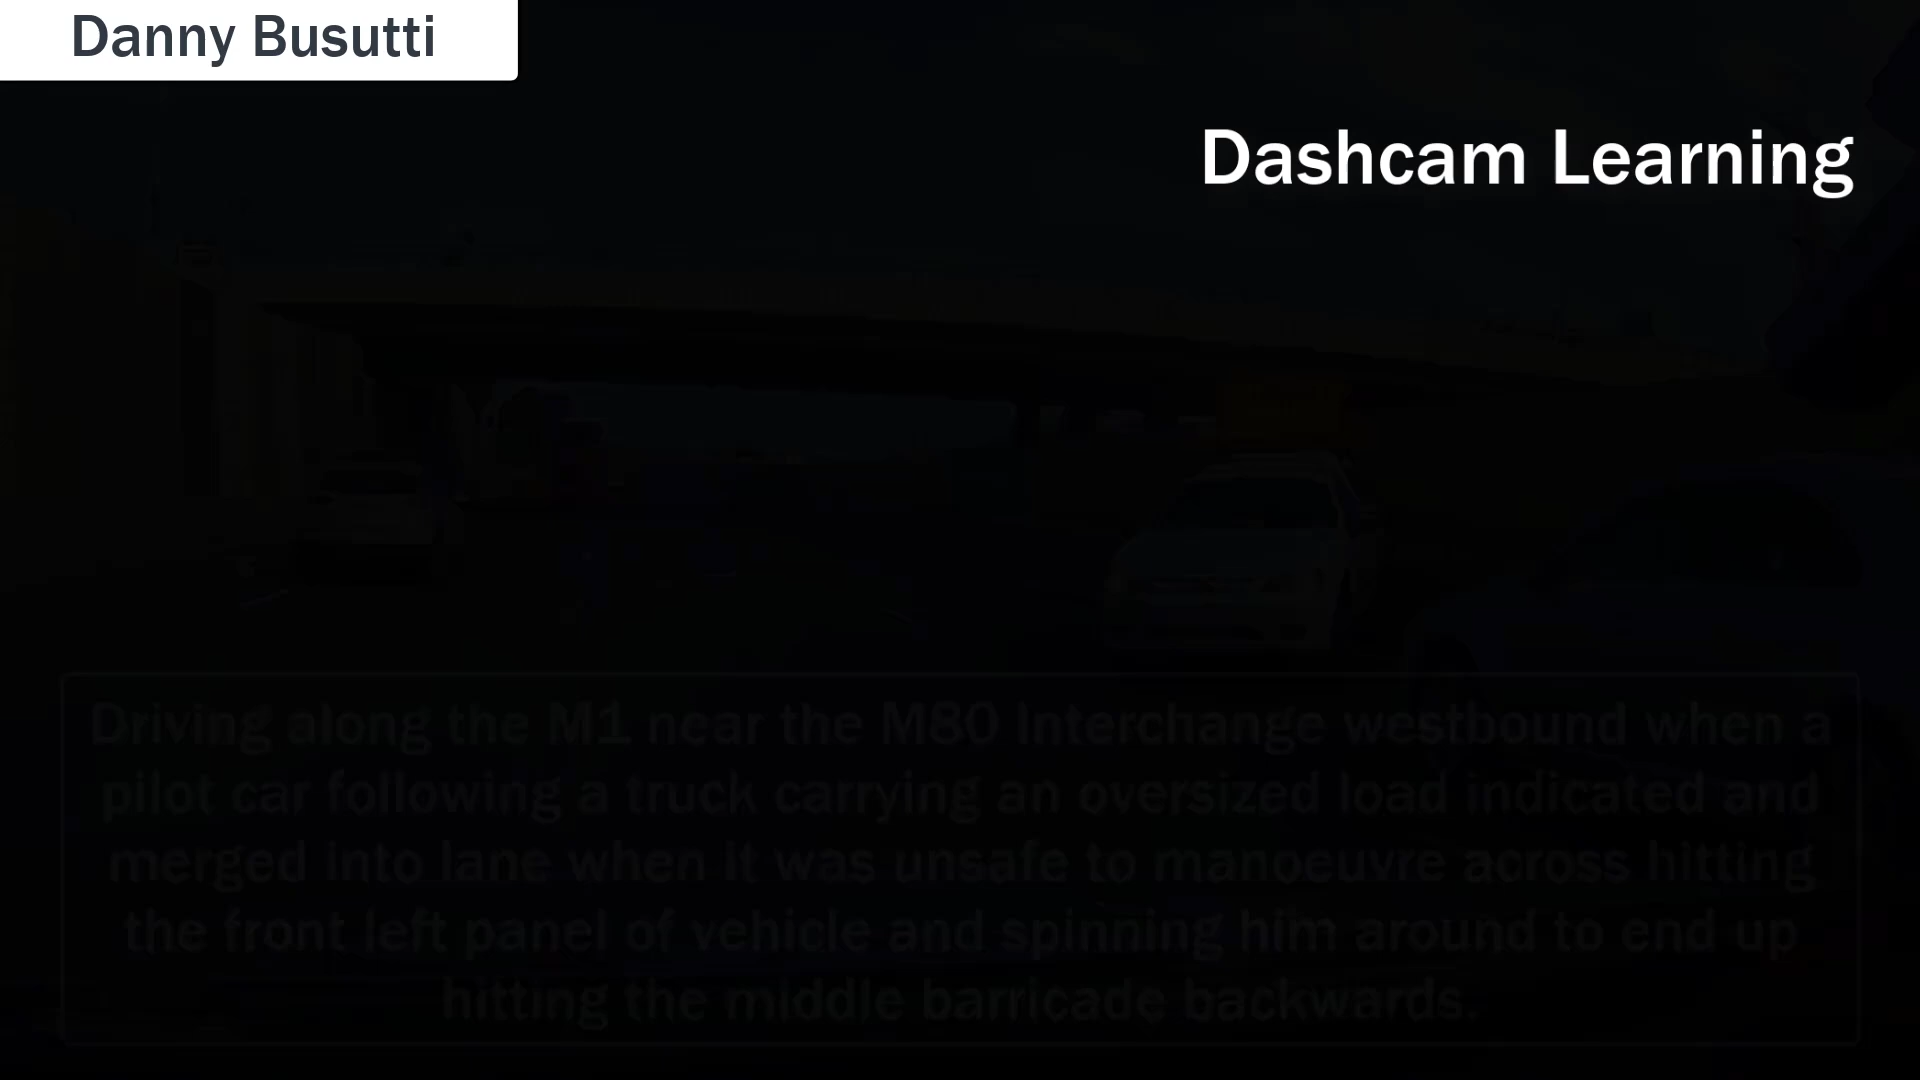 Danny Busutti
Dashcam Learning
Driving along the M1 near the M80 Interchange westbound when a
pilot car following a truck carrying an oversized load indicated and
merged into lane when it was unsafe to manoeuvre across hitting
the front left panel of vehicle and spinning him around to end up
hitting the middle barricade backwards.